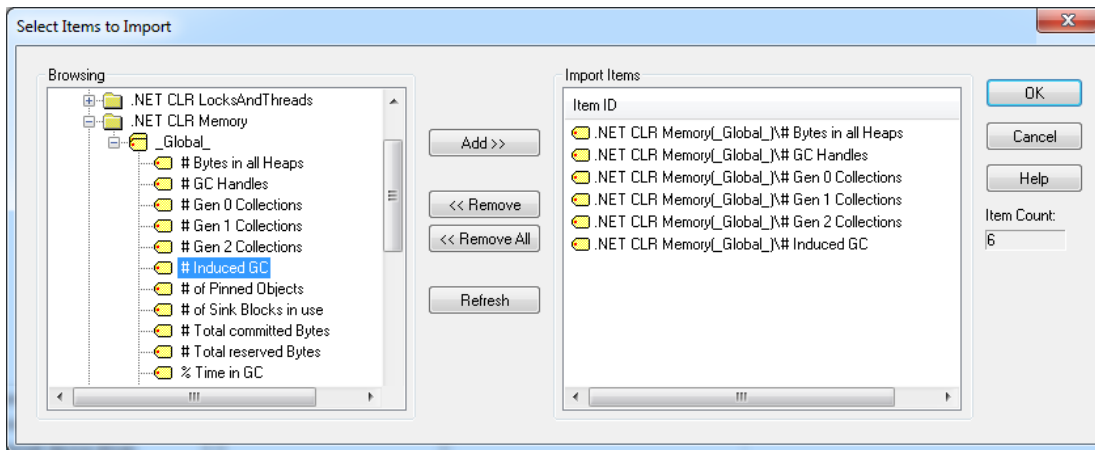 Select Items to Import
Browsing
.NET CLR LocksAndThreads
.NET CLR Memory
_Global_
# Bytes in all Heaps
# GC Handles
# Gen 0 Collections
# Gen 1 Collections
# Gen 2 Collections
# Induced GC
# of Pinned Objects
# of Sink Blocks in use
# Total committed Bytes
# Total reserved Bytes
% Time in GC
Add >>
<< Remove
<< Remove All
Refresh
Import Items
Item ID
.NET CLR Memory(_Global_)\# Bytes in all Heaps
.NET CLR Memory(_Global_)\# GC Handles
.NET CLR Memory(_Global_)\# Gen 0 Collections
.NET CLR Memory(_Global_)\# Gen 1 Collections
.NET CLR Memory(_Global_)\# Gen 2 Collections
.NET CLR Memory(_Global_)\# Induced GC
OK
Cancel
Help
Item Count:
6